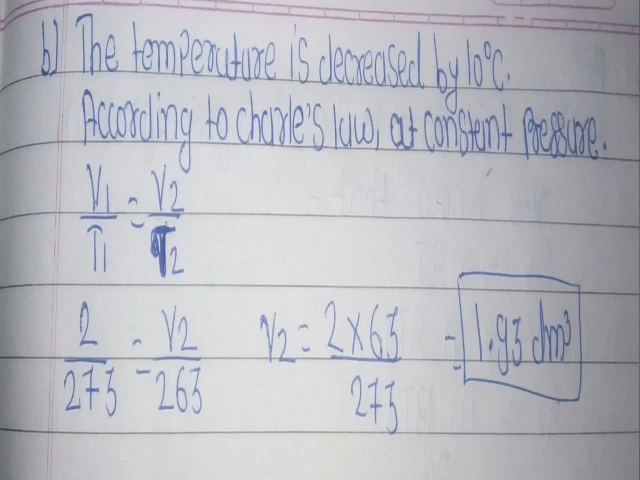 b) The temperature is decreased by 10°C.
According to charle's law, at constant pressure.
V1/T1 = V2/T2
2/273 = V2/263    V2 = 2×63/273 = 1.93 dm³